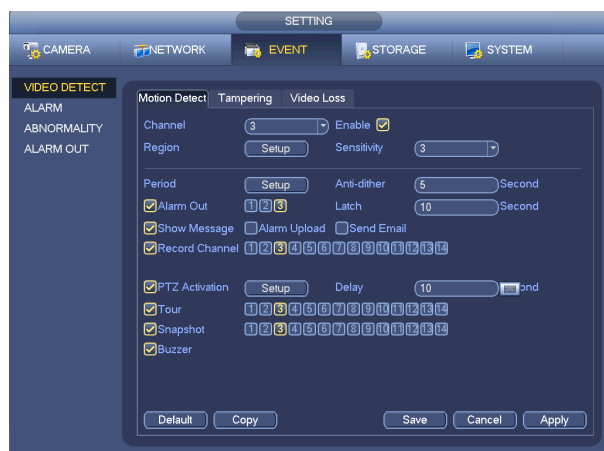 SETTING
CAMERA NETWORK EVENT STORAGE SYSTEM
VIDEO DETECT
ALARM
ABNORMALITY
ALARM OUT
Motion Detect Tampering Video Loss
Channel 3 Enable
Region Setup Sensitivity 3
Period Setup Anti-dither 5 Second
Alarm Out 1 2 3 Latch 10 Second
Show Message Alarm Upload Send Email
Record Channel 1 2 3 4 5 6 7 8 9 10 11 12 13 14
PTZ Activation Setup Delay 10 ond
Tour 1 2 3 4 5 6 7 8 9 10 11 12 13 14
Snapshot 1 2 3 4 5 6 7 8 9 10 11 12 13 14
Buzzer
Default Copy Save Cancel Apply